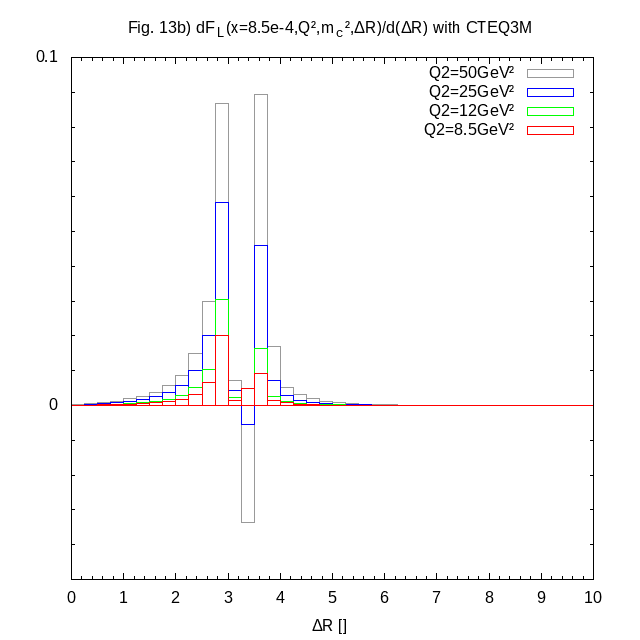 Fig. 13b) dF_L(x=8.5e-4,Q²,m_c²,ΔR)/d(ΔR) with CTEQ3M
0.1
Q2=50GeV²
Q2=25GeV²
Q2=12GeV²
Q2=8.5GeV²
0
0 1 2 3 4 5 6 7 8 9 10
ΔR []